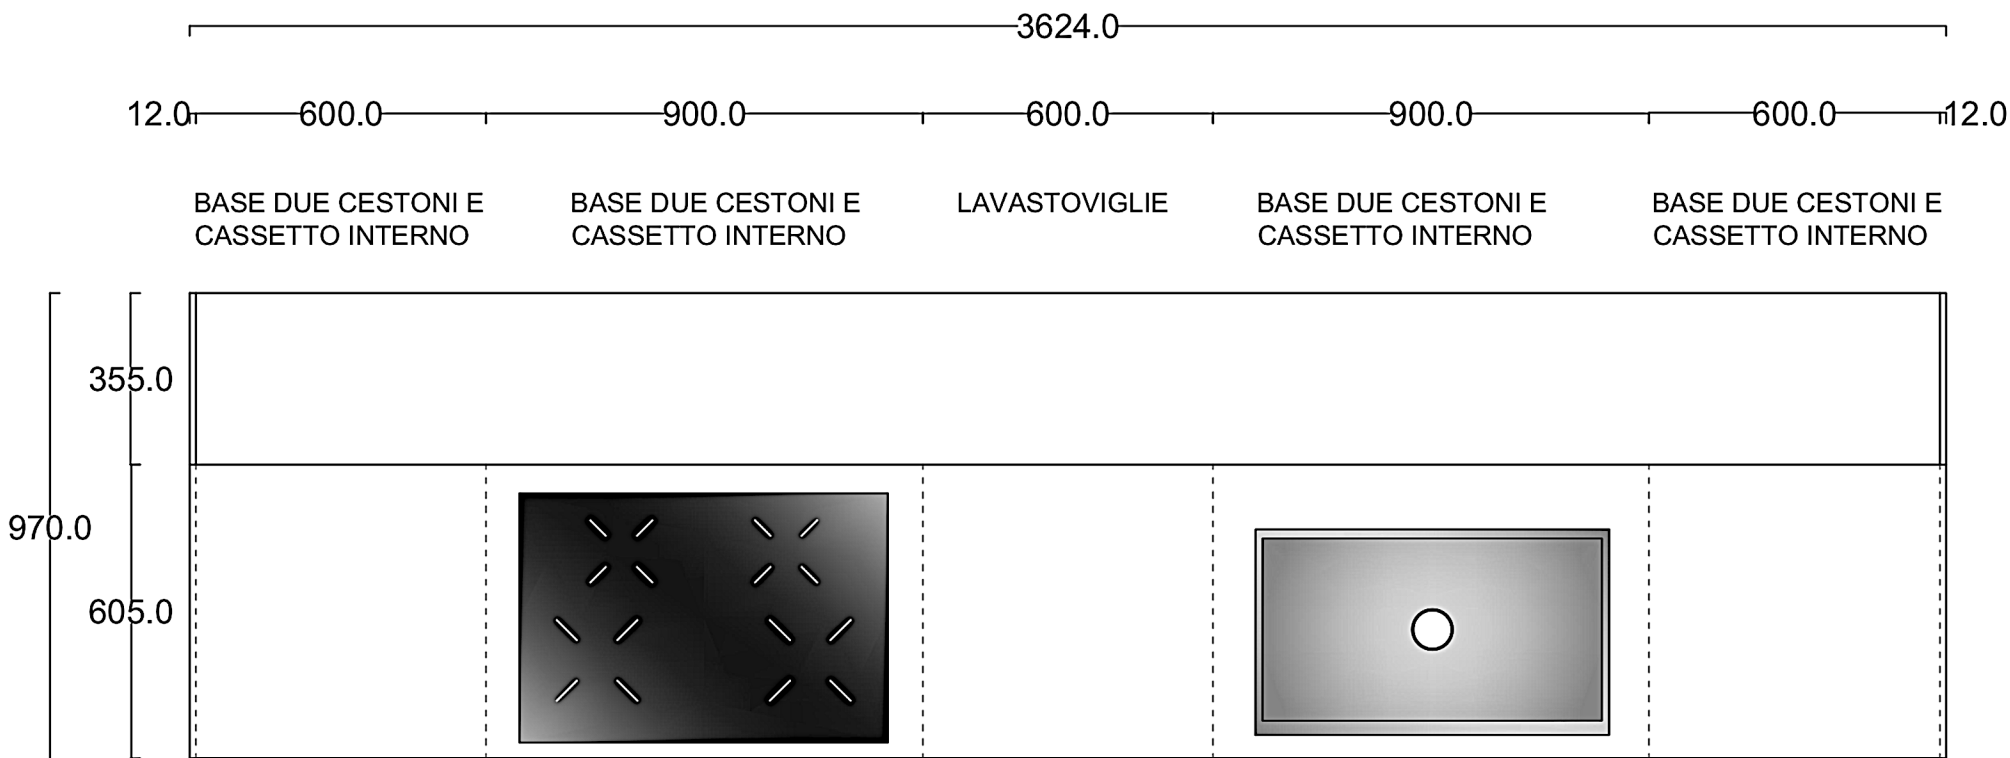 3624.0
12.0 600.0 900.0 600.0 900.0 600.0 12.0
BASE DUE CESTONI E
CASSETTO INTERNO
BASE DUE CESTONI E
CASSETTO INTERNO
LAVASTOVIGLIE
BASE DUE CESTONI E
CASSETTO INTERNO
BASE DUE CESTONI E
CASSETTO INTERNO
355.0
970.0
605.0